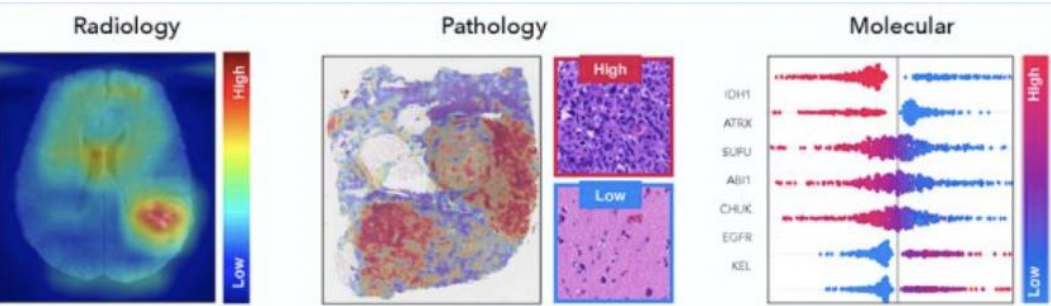 Radiology
Pathology
Molecular
High
Low
High
Low
IDH1
ATRX
SUFU
ABI1
CHUK
EGFR
KEL
High
Low